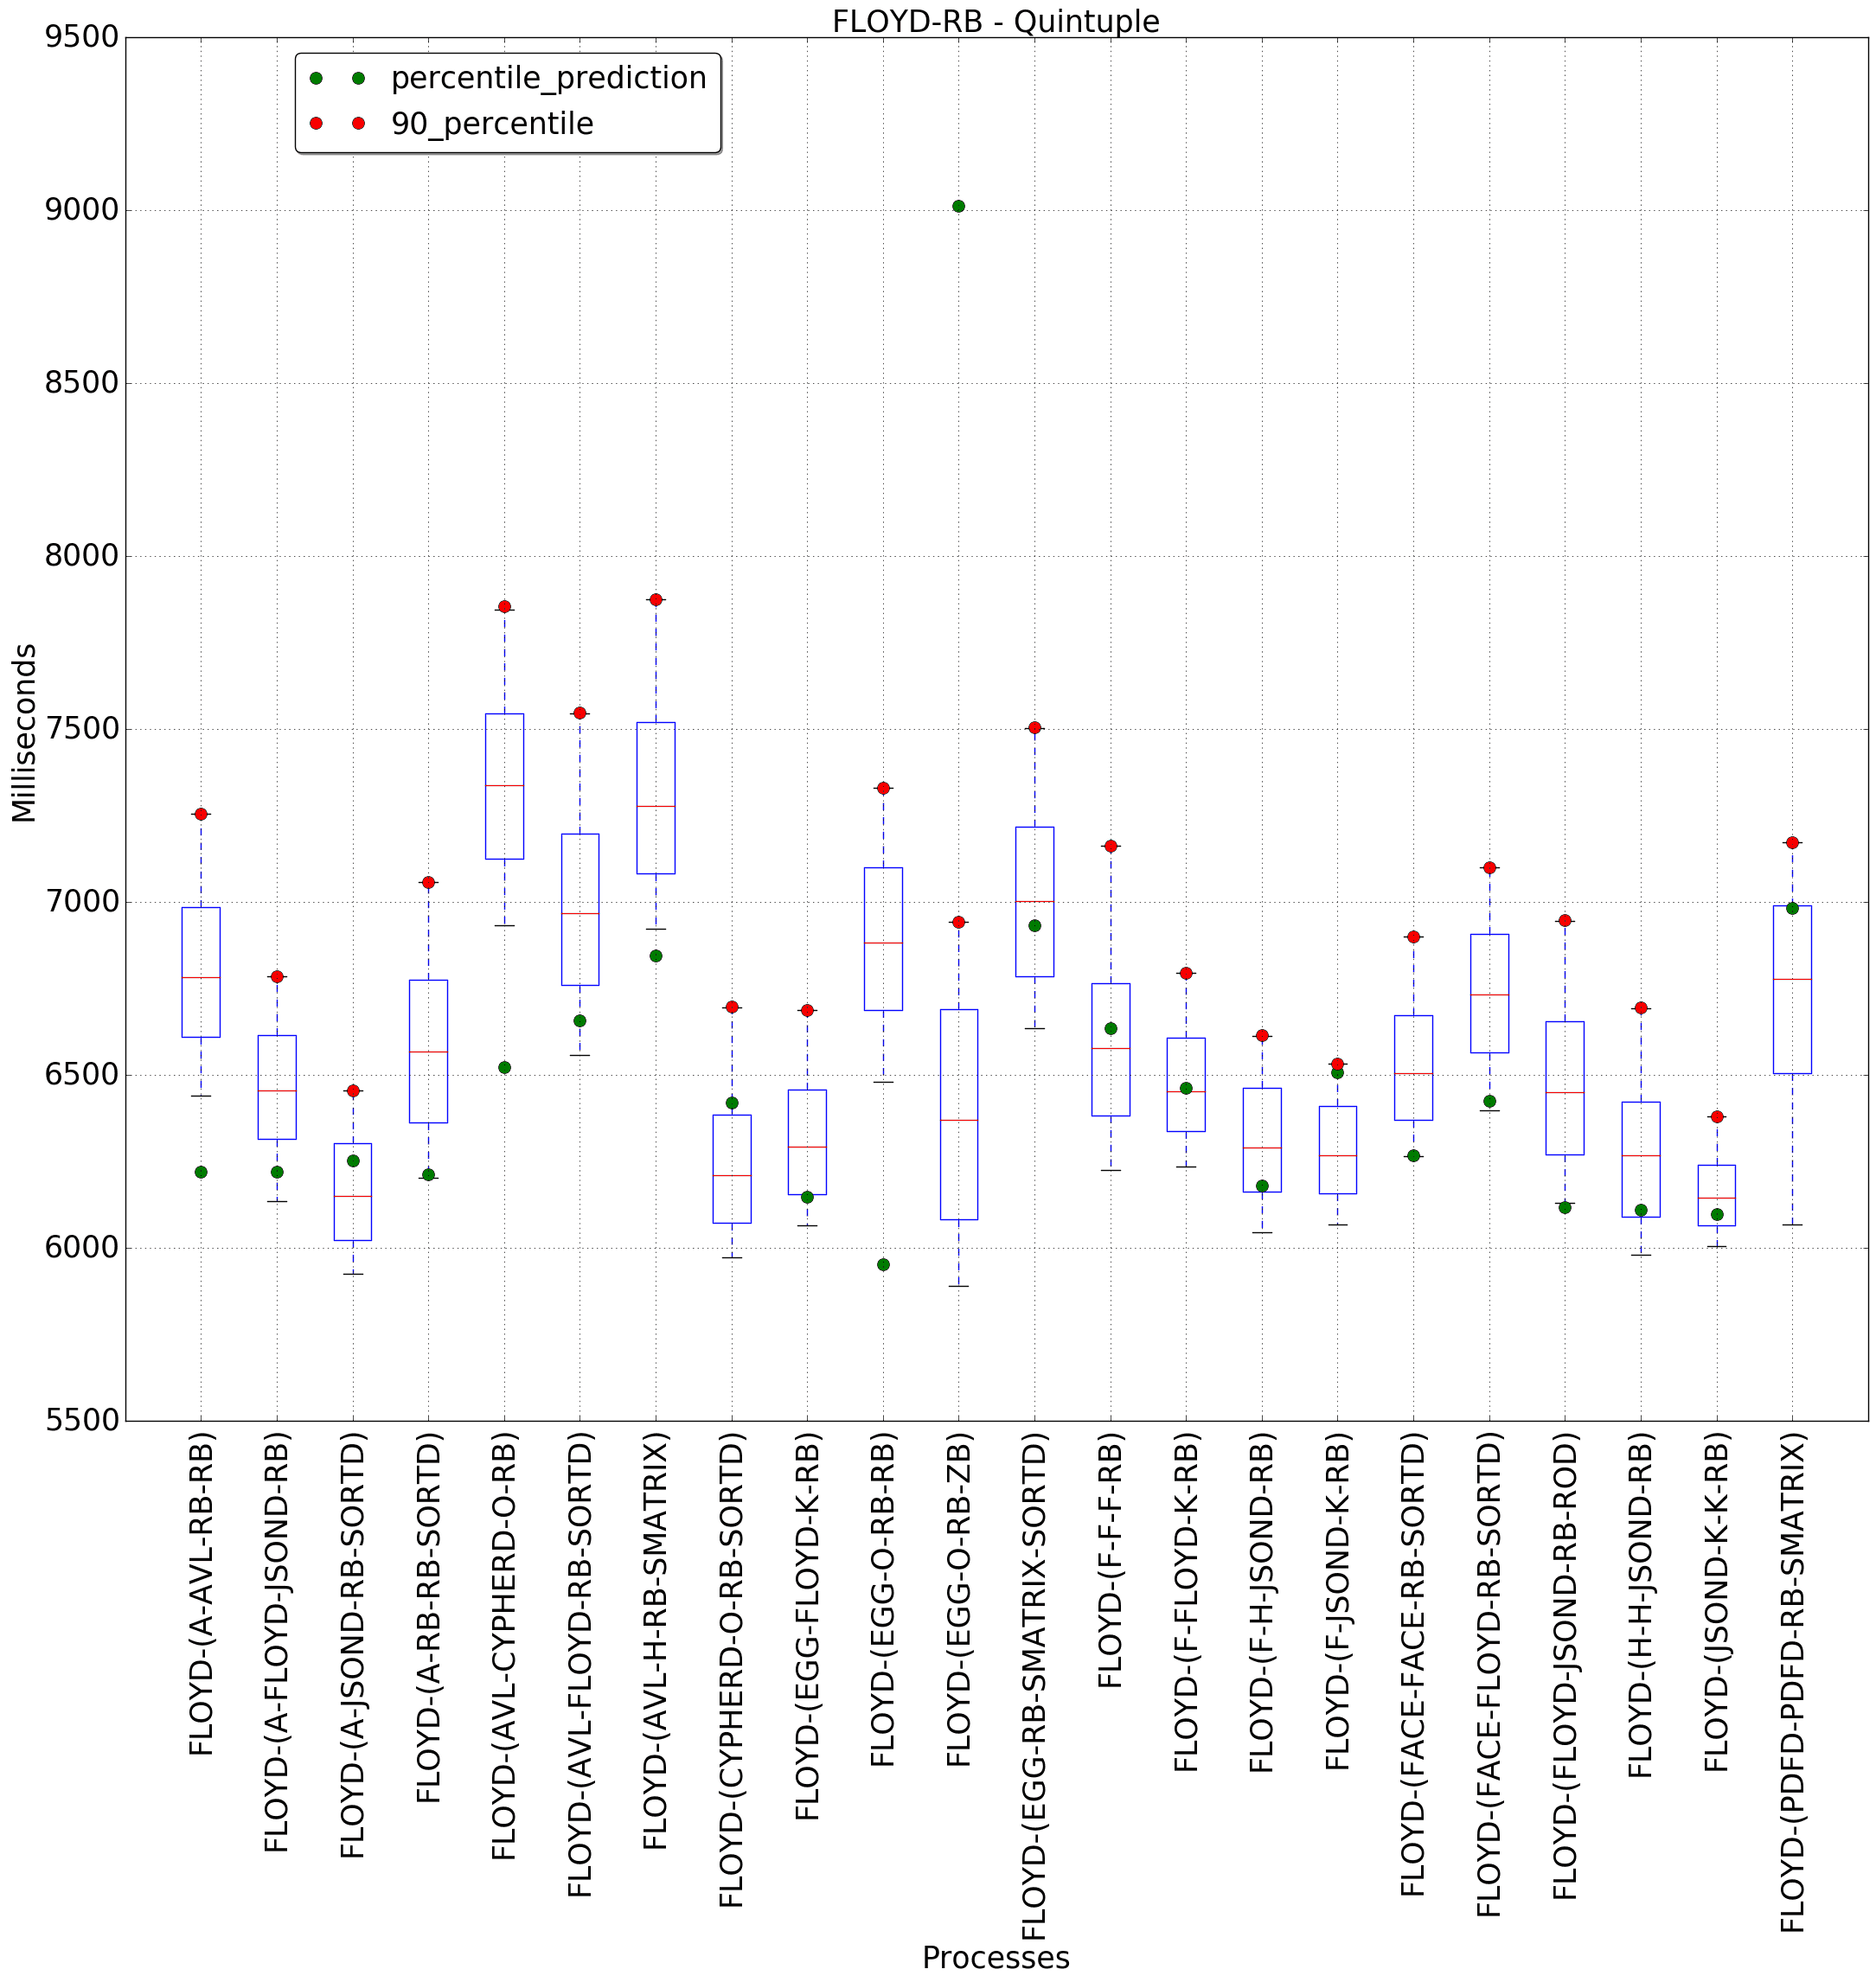 FLOYD-RB - Quintuple
percentile_prediction
90_percentile
9500
9000
8500
8000
7500
7000
6500
6000
5500
Milliseconds
FLOYD-(A-AVL-RB-RB)
FLOYD-(A-FLOYD-JSOND-RB)
FLOYD-(A-JSOND-RB-SORTD)
FLOYD-(A-RB-RB-SORTD)
FLOYD-(AVL-CYPHERD-O-RB)
FLOYD-(AVL-FLOYD-RB-SORTD)
FLOYD-(AVL-H-RB-SMATRIX)
FLOYD-(CYPHERD-O-RB-SORTD)
FLOYD-(EGG-FLOYD-K-RB)
FLOYD-(EGG-O-RB-RB)
FLOYD-(EGG-O-RB-ZB)
FLOYD-(EGG-RB-SMATRIX-SORTD)
FLOYD-(F-F-F-RB)
FLOYD-(F-FLOYD-K-RB)
FLOYD-(F-H-JSOND-RB)
FLOYD-(F-JSOND-K-RB)
FLOYD-(FACE-FACE-RB-SORTD)
FLOYD-(FACE-FLOYD-RB-SORTD)
FLOYD-(FLOYD-JSOND-RB-ROD)
FLOYD-(H-H-JSOND-RB)
FLOYD-(JSOND-K-K-RB)
FLOYD-(PDFD-PDFD-RB-SMATRIX)
Processes